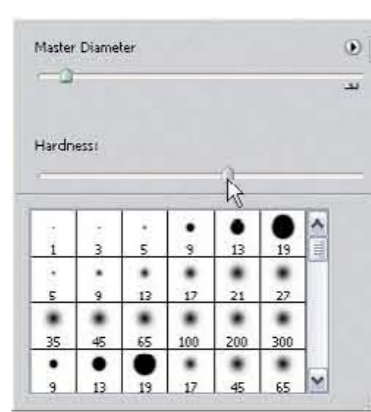 Master Diameter
Hardness:
1 3 5 9 13 19
5 9 13 17 21 27
35 45 65 100 200 300
9 13 19 17 45 65